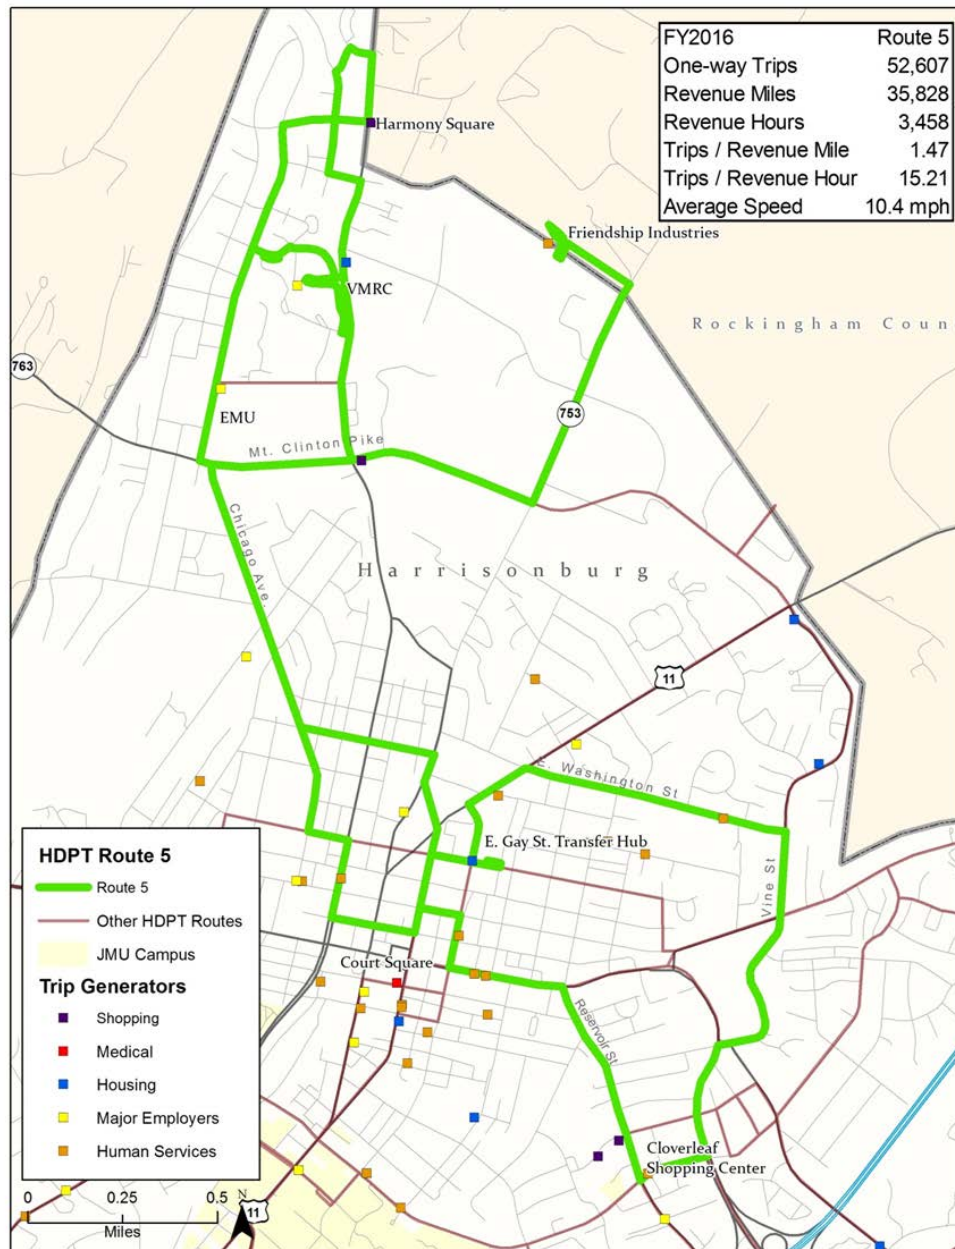 FY2016 Route 5
One-way Trips 52,607
Revenue Miles 35,828
Revenue Hours 3,458
Trips / Revenue Mile 1.47
Trips / Revenue Hour 15.21
Average Speed 10.4 mph
Harmony Square
Friendship Industries
VMRC
Rockingham Coun
763
EMU
753
Mt. Clinton Pike
Chicago Ave.
Harrisonburg
11
E. Washington St
E. Gay St. Transfer Hub
Vine St
Court Square
Reservoir St
Cloverleaf
Shopping Center
HDPT Route 5
Route 5
Other HDPT Routes
JMU Campus
Trip Generators
Shopping
Medical
Housing
Major Employers
Human Services
0 0.25 0.5
Miles
N
11